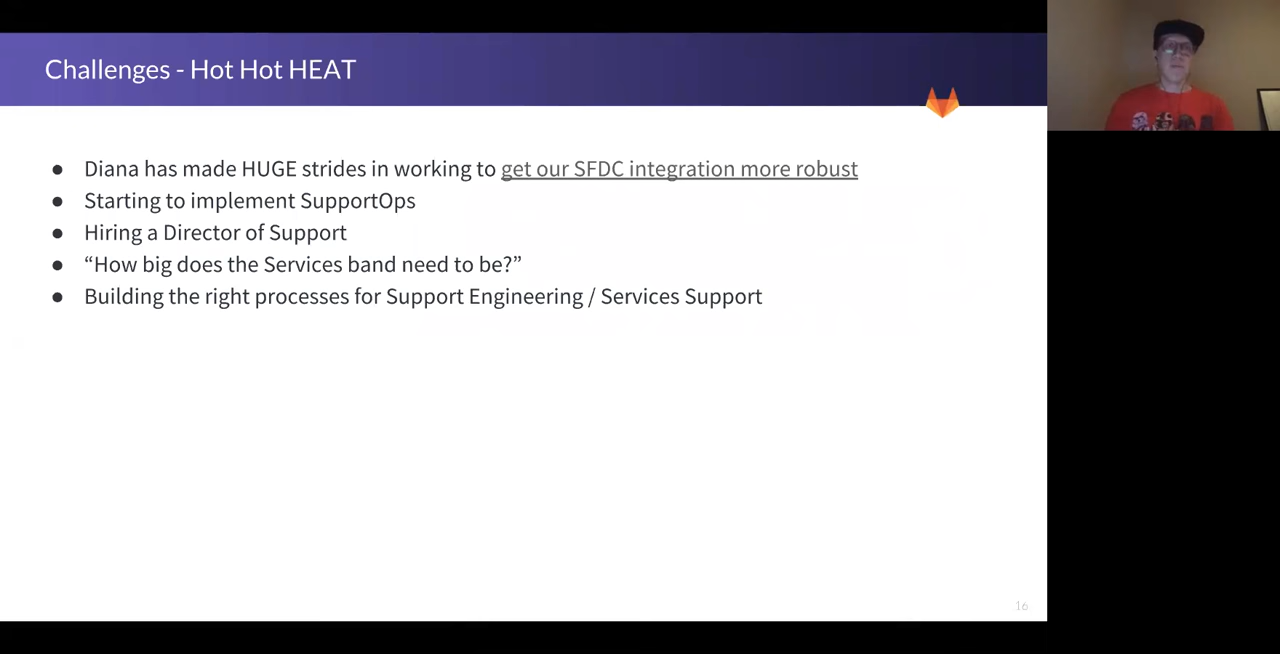 Challenges - Hot Hot HEAT
● Diana has made HUGE strides in working to get our SFDC integration more robust
● Starting to implement SupportOps
● Hiring a Director of Support
● “How big does the Services band need to be?”
● Building the right processes for Support Engineering / Services Support
16